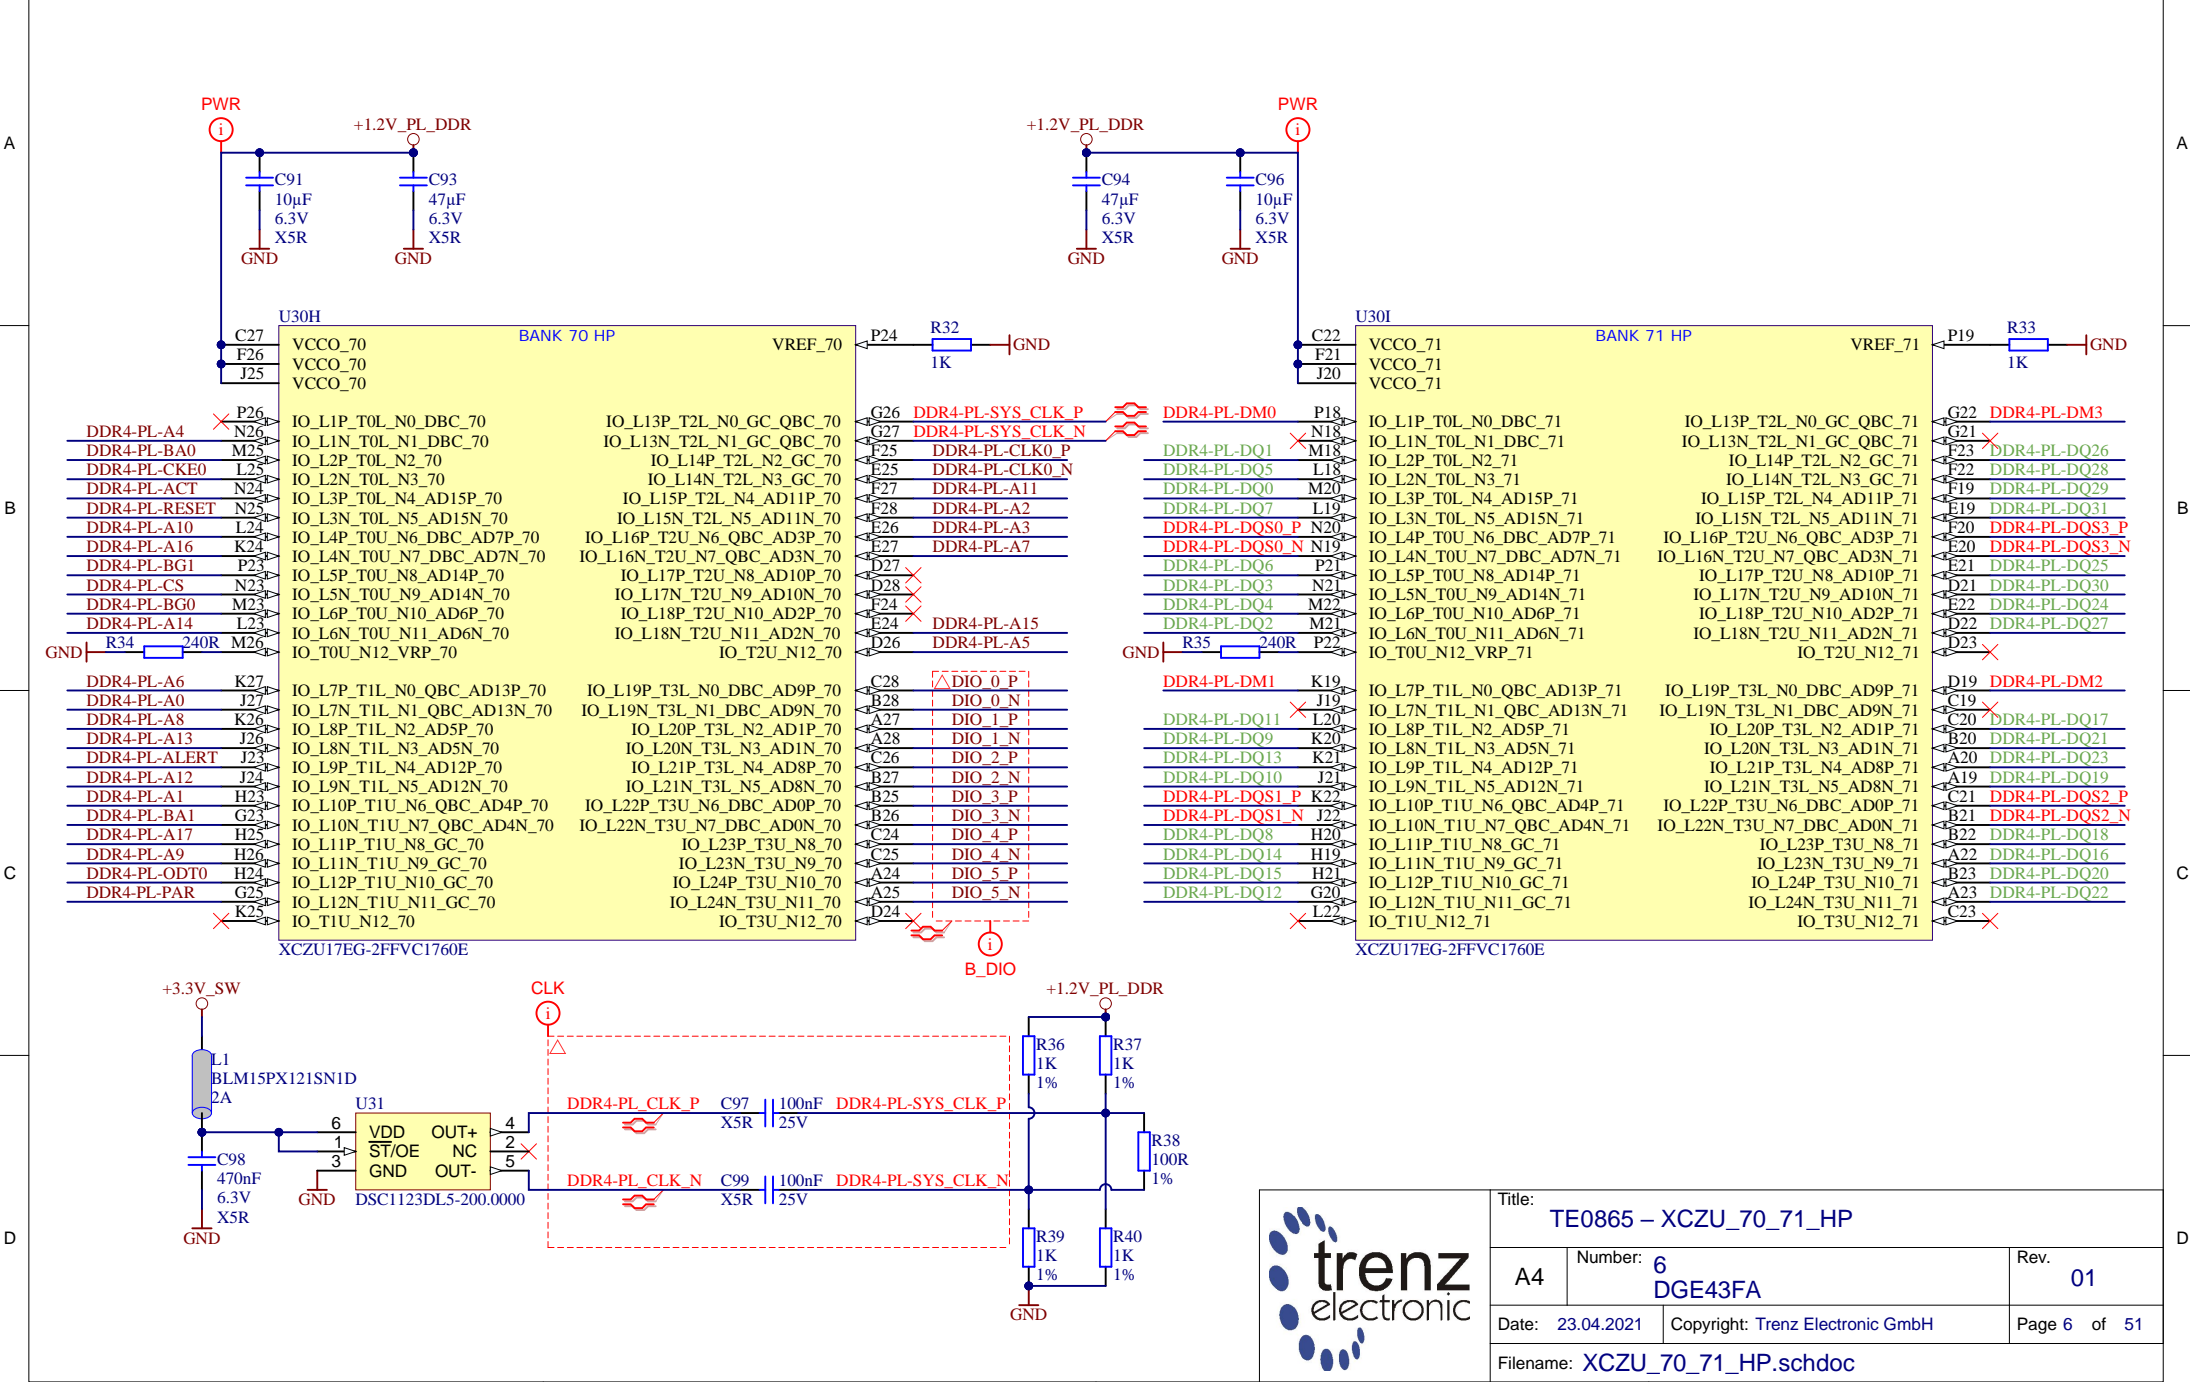 A
A
B
B
C
C
D
D
PWR
i
+1.2V_PL_DDR
C91
10µF
6.3V
X5R
GND
C93
47µF
6.3V
X5R
GND
+1.2V_PL_DDR
PWR
i
C94
47µF
6.3V
X5R
GND
C96
10µF
6.3V
X5R
GND
U30H
BANK 70 HP
C27 VCCO_70
F26 VCCO_70
J25 VCCO_70
VREF_70 P24 R32 1K GND
P26 IO_L1P_T0L_N0_DBC_70
DDR4-PL-A4 N26 IO_L1N_T0L_N1_DBC_70
DDR4-PL-BA0 M25 IO_L2P_T0L_N2_70
DDR4-PL-CKE0 L25 IO_L2N_T0L_N3_70
DDR4-PL-ACT N24 IO_L3P_T0L_N4_AD15P_70
DDR4-PL-RESET N25 IO_L3N_T0L_N5_AD15N_70
DDR4-PL-A10 L24 IO_L4P_T0U_N6_DBC_AD7P_70
DDR4-PL-A16 K24 IO_L4N_T0U_N7_DBC_AD7N_70
DDR4-PL-BG1 P23 IO_L5P_T0U_N8_AD14P_70
DDR4-PL-CS N23 IO_L5N_T0U_N9_AD14N_70
DDR4-PL-BG0 M23 IO_L6P_T0U_N10_AD6P_70
DDR4-PL-A14 L23 IO_L6N_T0U_N11_AD6N_70
GND R34 240R M26 IO_T0U_N12_VRP_70
DDR4-PL-A6 K27 IO_L7P_T1L_N0_QBC_AD13P_70
DDR4-PL-A0 J27 IO_L7N_T1L_N1_QBC_AD13N_70
DDR4-PL-A8 K26 IO_L8P_T1L_N2_AD5P_70
DDR4-PL-A13 J26 IO_L8N_T1L_N3_AD5N_70
DDR4-PL-ALERT J23 IO_L9P_T1L_N4_AD12P_70
DDR4-PL-A12 J24 IO_L9N_T1L_N5_AD12N_70
DDR4-PL-A1 H23 IO_L10P_T1U_N6_QBC_AD4P_70
DDR4-PL-BA1 G23 IO_L10N_T1U_N7_QBC_AD4N_70
DDR4-PL-A17 H25 IO_L11P_T1U_N8_GC_70
DDR4-PL-A9 H26 IO_L11N_T1U_N9_GC_70
DDR4-PL-ODT0 H24 IO_L12P_T1U_N10_GC_70
DDR4-PL-PAR G25 IO_L12N_T1U_N11_GC_70
K25 IO_T1U_N12_70
IO_L13P_T2L_N0_GC_QBC_70 G26 DDR4-PL-SYS_CLK_P
IO_L13N_T2L_N1_GC_QBC_70 G27 DDR4-PL-SYS_CLK_N
IO_L14P_T2L_N2_GC_70 F25 DDR4-PL-CLK0_P
IO_L14N_T2L_N3_GC_70 E25 DDR4-PL-CLK0_N
IO_L15P_T2L_N4_AD11P_70 F27 DDR4-PL-A11
IO_L15N_T2L_N5_AD11N_70 F28 DDR4-PL-A2
IO_L16P_T2U_N6_QBC_AD3P_70 E26 DDR4-PL-A3
IO_L16N_T2U_N7_QBC_AD3N_70 E27 DDR4-PL-A7
IO_L17P_T2U_N8_AD10P_70 D27
IO_L17N_T2U_N9_AD10N_70 D28
IO_L18P_T2U_N10_AD2P_70 F24
IO_L18N_T2U_N11_AD2N_70 E24 DDR4-PL-A15
IO_T2U_N12_70 D26 DDR4-PL-A5
IO_L19P_T3L_N0_DBC_AD9P_70 C28 DIO_0_P
IO_L19N_T3L_N1_DBC_AD9N_70 B28 DIO_0_N
IO_L20P_T3L_N2_AD1P_70 A27 DIO_1_P
IO_L20N_T3L_N3_AD1N_70 A28 DIO_1_N
IO_L21P_T3L_N4_AD8P_70 C26 DIO_2_P
IO_L21N_T3L_N5_AD8N_70 B27 DIO_2_N
IO_L22P_T3U_N6_DBC_AD0P_70 B25 DIO_3_P
IO_L22N_T3U_N7_DBC_AD0N_70 B26 DIO_3_N
IO_L23P_T3U_N8_70 C24 DIO_4_P
IO_L23N_T3U_N9_70 C25 DIO_4_N
IO_L24P_T3U_N10_70 A24 DIO_5_P
IO_L24N_T3U_N11_70 A25 DIO_5_N
IO_T3U_N12_70 D24
i
B_DIO
XCZU17EG-2FFVC1760E
U30I
BANK 71 HP
C22 VCCO_71
F21 VCCO_71
J20 VCCO_71
VREF_71 P19 R33 1K GND
DDR4-PL-DM0 P18 IO_L1P_T0L_N0_DBC_71
N18 IO_L1N_T0L_N1_DBC_71
DDR4-PL-DQ1 M18 IO_L2P_T0L_N2_71
DDR4-PL-DQ5 L18 IO_L2N_T0L_N3_71
DDR4-PL-DQ0 M20 IO_L3P_T0L_N4_AD15P_71
DDR4-PL-DQ7 L19 IO_L3N_T0L_N5_AD15N_71
DDR4-PL-DQS0_P N20 IO_L4P_T0U_N6_DBC_AD7P_71
DDR4-PL-DQS0_N N19 IO_L4N_T0U_N7_DBC_AD7N_71
DDR4-PL-DQ6 P21 IO_L5P_T0U_N8_AD14P_71
DDR4-PL-DQ3 N21 IO_L5N_T0U_N9_AD14N_71
DDR4-PL-DQ4 M22 IO_L6P_T0U_N10_AD6P_71
DDR4-PL-DQ2 M21 IO_L6N_T0U_N11_AD6N_71
GND R35 240R P22 IO_T0U_N12_VRP_71
DDR4-PL-DM1 K19 IO_L7P_T1L_N0_QBC_AD13P_71
J19 IO_L7N_T1L_N1_QBC_AD13N_71
DDR4-PL-DQ11 L20 IO_L8P_T1L_N2_AD5P_71
DDR4-PL-DQ9 K20 IO_L8N_T1L_N3_AD5N_71
DDR4-PL-DQ13 K21 IO_L9P_T1L_N4_AD12P_71
DDR4-PL-DQ10 J21 IO_L9N_T1L_N5_AD12N_71
DDR4-PL-DQS1_P K22 IO_L10P_T1U_N6_QBC_AD4P_71
DDR4-PL-DQS1_N J22 IO_L10N_T1U_N7_QBC_AD4N_71
DDR4-PL-DQ8 H20 IO_L11P_T1U_N8_GC_71
DDR4-PL-DQ14 H19 IO_L11N_T1U_N9_GC_71
DDR4-PL-DQ15 H21 IO_L12P_T1U_N10_GC_71
DDR4-PL-DQ12 G20 IO_L12N_T1U_N11_GC_71
L22 IO_T1U_N12_71
IO_L13P_T2L_N0_GC_QBC_71 G22 DDR4-PL-DM3
IO_L13N_T2L_N1_GC_QBC_71 G21
IO_L14P_T2L_N2_GC_71 F23 DDR4-PL-DQ26
IO_L14N_T2L_N3_GC_71 F22 DDR4-PL-DQ28
IO_L15P_T2L_N4_AD11P_71 F19 DDR4-PL-DQ29
IO_L15N_T2L_N5_AD11N_71 E19 DDR4-PL-DQ31
IO_L16P_T2U_N6_QBC_AD3P_71 F20 DDR4-PL-DQS3_P
IO_L16N_T2U_N7_QBC_AD3N_71 E20 DDR4-PL-DQS3_N
IO_L17P_T2U_N8_AD10P_71 E21 DDR4-PL-DQ25
IO_L17N_T2U_N9_AD10N_71 D21 DDR4-PL-DQ30
IO_L18P_T2U_N10_AD2P_71 E22 DDR4-PL-DQ24
IO_L18N_T2U_N11_AD2N_71 D22 DDR4-PL-DQ27
IO_T2U_N12_71 D23
IO_L19P_T3L_N0_DBC_AD9P_71 D19 DDR4-PL-DM2
IO_L19N_T3L_N1_DBC_AD9N_71 C19
IO_L20P_T3L_N2_AD1P_71 C20 DDR4-PL-DQ17
IO_L20N_T3L_N3_AD1N_71 B20 DDR4-PL-DQ21
IO_L21P_T3L_N4_AD8P_71 A20 DDR4-PL-DQ23
IO_L21N_T3L_N5_AD8N_71 A19 DDR4-PL-DQ19
IO_L22P_T3U_N6_DBC_AD0P_71 C21 DDR4-PL-DQS2_P
IO_L22N_T3U_N7_DBC_AD0N_71 B21 DDR4-PL-DQS2_N
IO_L23P_T3U_N8_71 B22 DDR4-PL-DQ18
IO_L23N_T3U_N9_71 A22 DDR4-PL-DQ16
IO_L24P_T3U_N10_71 B23 DDR4-PL-DQ20
IO_L24N_T3U_N11_71 A23 DDR4-PL-DQ22
IO_T3U_N12_71 C23
XCZU17EG-2FFVC1760E
+3.3V_SW
L1
BLM15PX121SN1D
2A
C98
470nF
6.3V
X5R
GND
U31
6 VDD OUT+ 4
1 ST/OE NC 2
3 GND OUT- 5
GND
DSC1123DL5-200.0000
CLK
i
DDR4-PL_CLK_P C97 100nF DDR4-PL-SYS_CLK_P
X5R 25V
DDR4-PL_CLK_N C99 100nF DDR4-PL-SYS_CLK_N
X5R 25V
+1.2V_PL_DDR
R36
1K
1%
R37
1K
1%
R38
100R
1%
R39
1K
1%
R40
1K
1%
GND
trenz
electronic
Title:
TE0865 – XCZU_70_71_HP
A4
Number: 6
DGE43FA
Rev.
01
Date: 23.04.2021
Copyright: Trenz Electronic GmbH
Page 6 of 51
Filename: XCZU_70_71_HP.schdoc